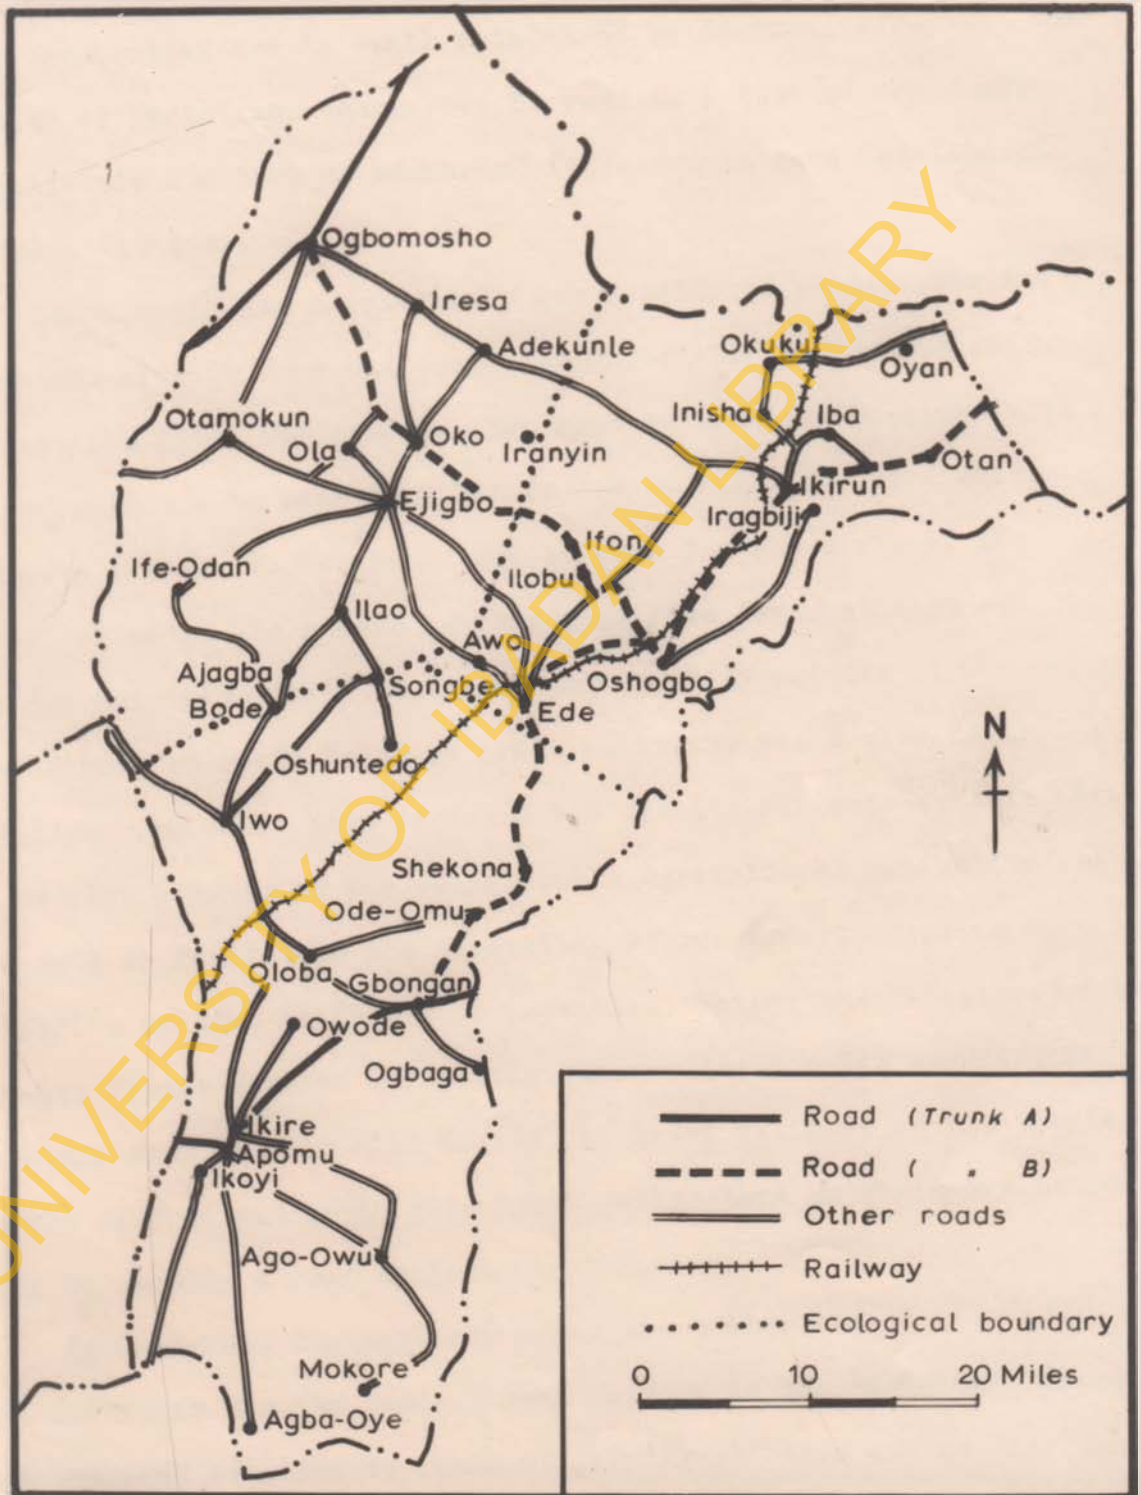 Ogbomosho
Iresa
Adekunle
Okuku
Oyan
Inisha
Iba
Otamokun
Ola
Oko
Iranyin
Otan
Ejigbo
Ikirun
Iragbiji
Ifon
Ife-Odan
Ilobu
Ilao
Awo
Ajagba
Songbe
Oshogbo
Bode
Ede
N
Oshuntedo
Iwo
Shekona
Ode-Omu
Oloba
Gbongan
Owode
Ogbaga
Ikire
Apomu
Ikoyi
Ago-Owu
Mokore
Agba-Oye
Road (Trunk A)
Road ( " B)
Other roads
Railway
Ecological boundary
0 10 20 Miles
UNIVERSITY OF IBADAN LIBRARY